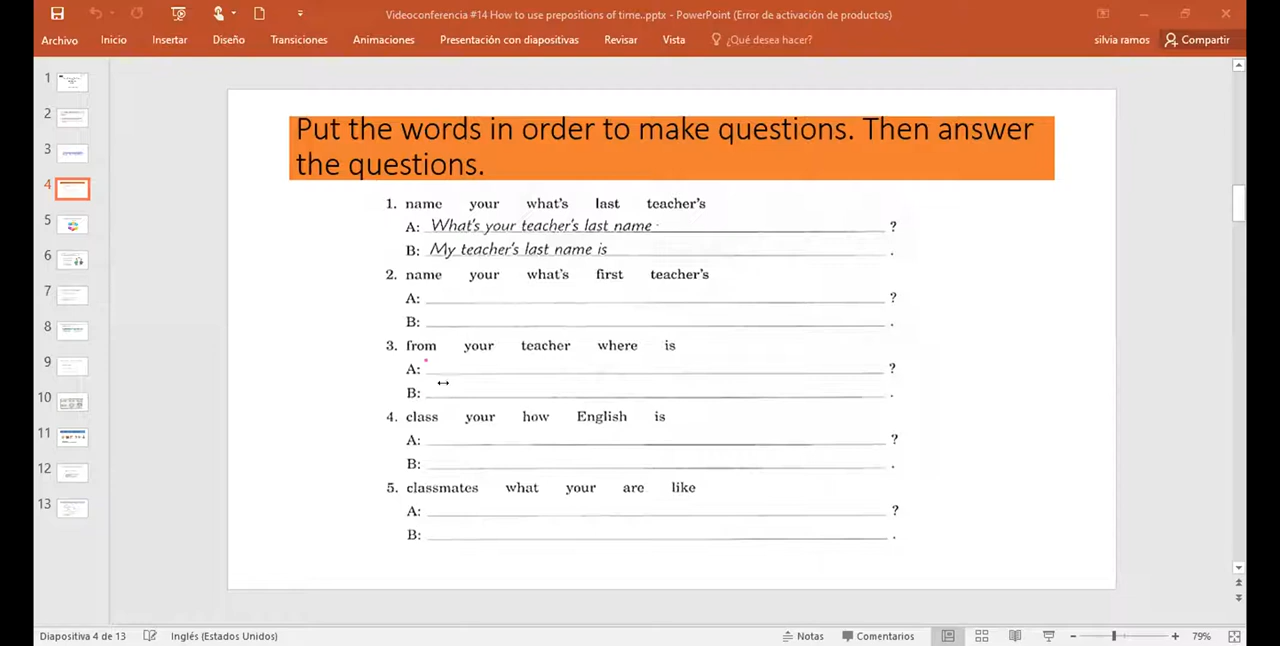 Videoconferencia #14 How to use prepositions of time..pptx - PowerPoint (Error de activación de productos)
Archivo Inicio Insertar Diseño Transiciones Animaciones Presentación con diapositivas Revisar Vista ¿Qué desea hacer? silvia ramos Compartir
1
2
3
4
5
6
7
8
9
10
11
12
13
Put the words in order to make questions. Then answer
the questions.
1. name your what's last teacher's
A: What's your teacher's last name ?
B: My teacher's last name is .
2. name your what's first teacher's
A: ?
B: .
3. from your teacher where is
A: ?
B: .
4. class your how English is
A: ?
B: .
5. classmates what your are like
A: ?
B: .
Diapositiva 4 de 13 Inglés (Estados Unidos) Notas Comentarios 79%